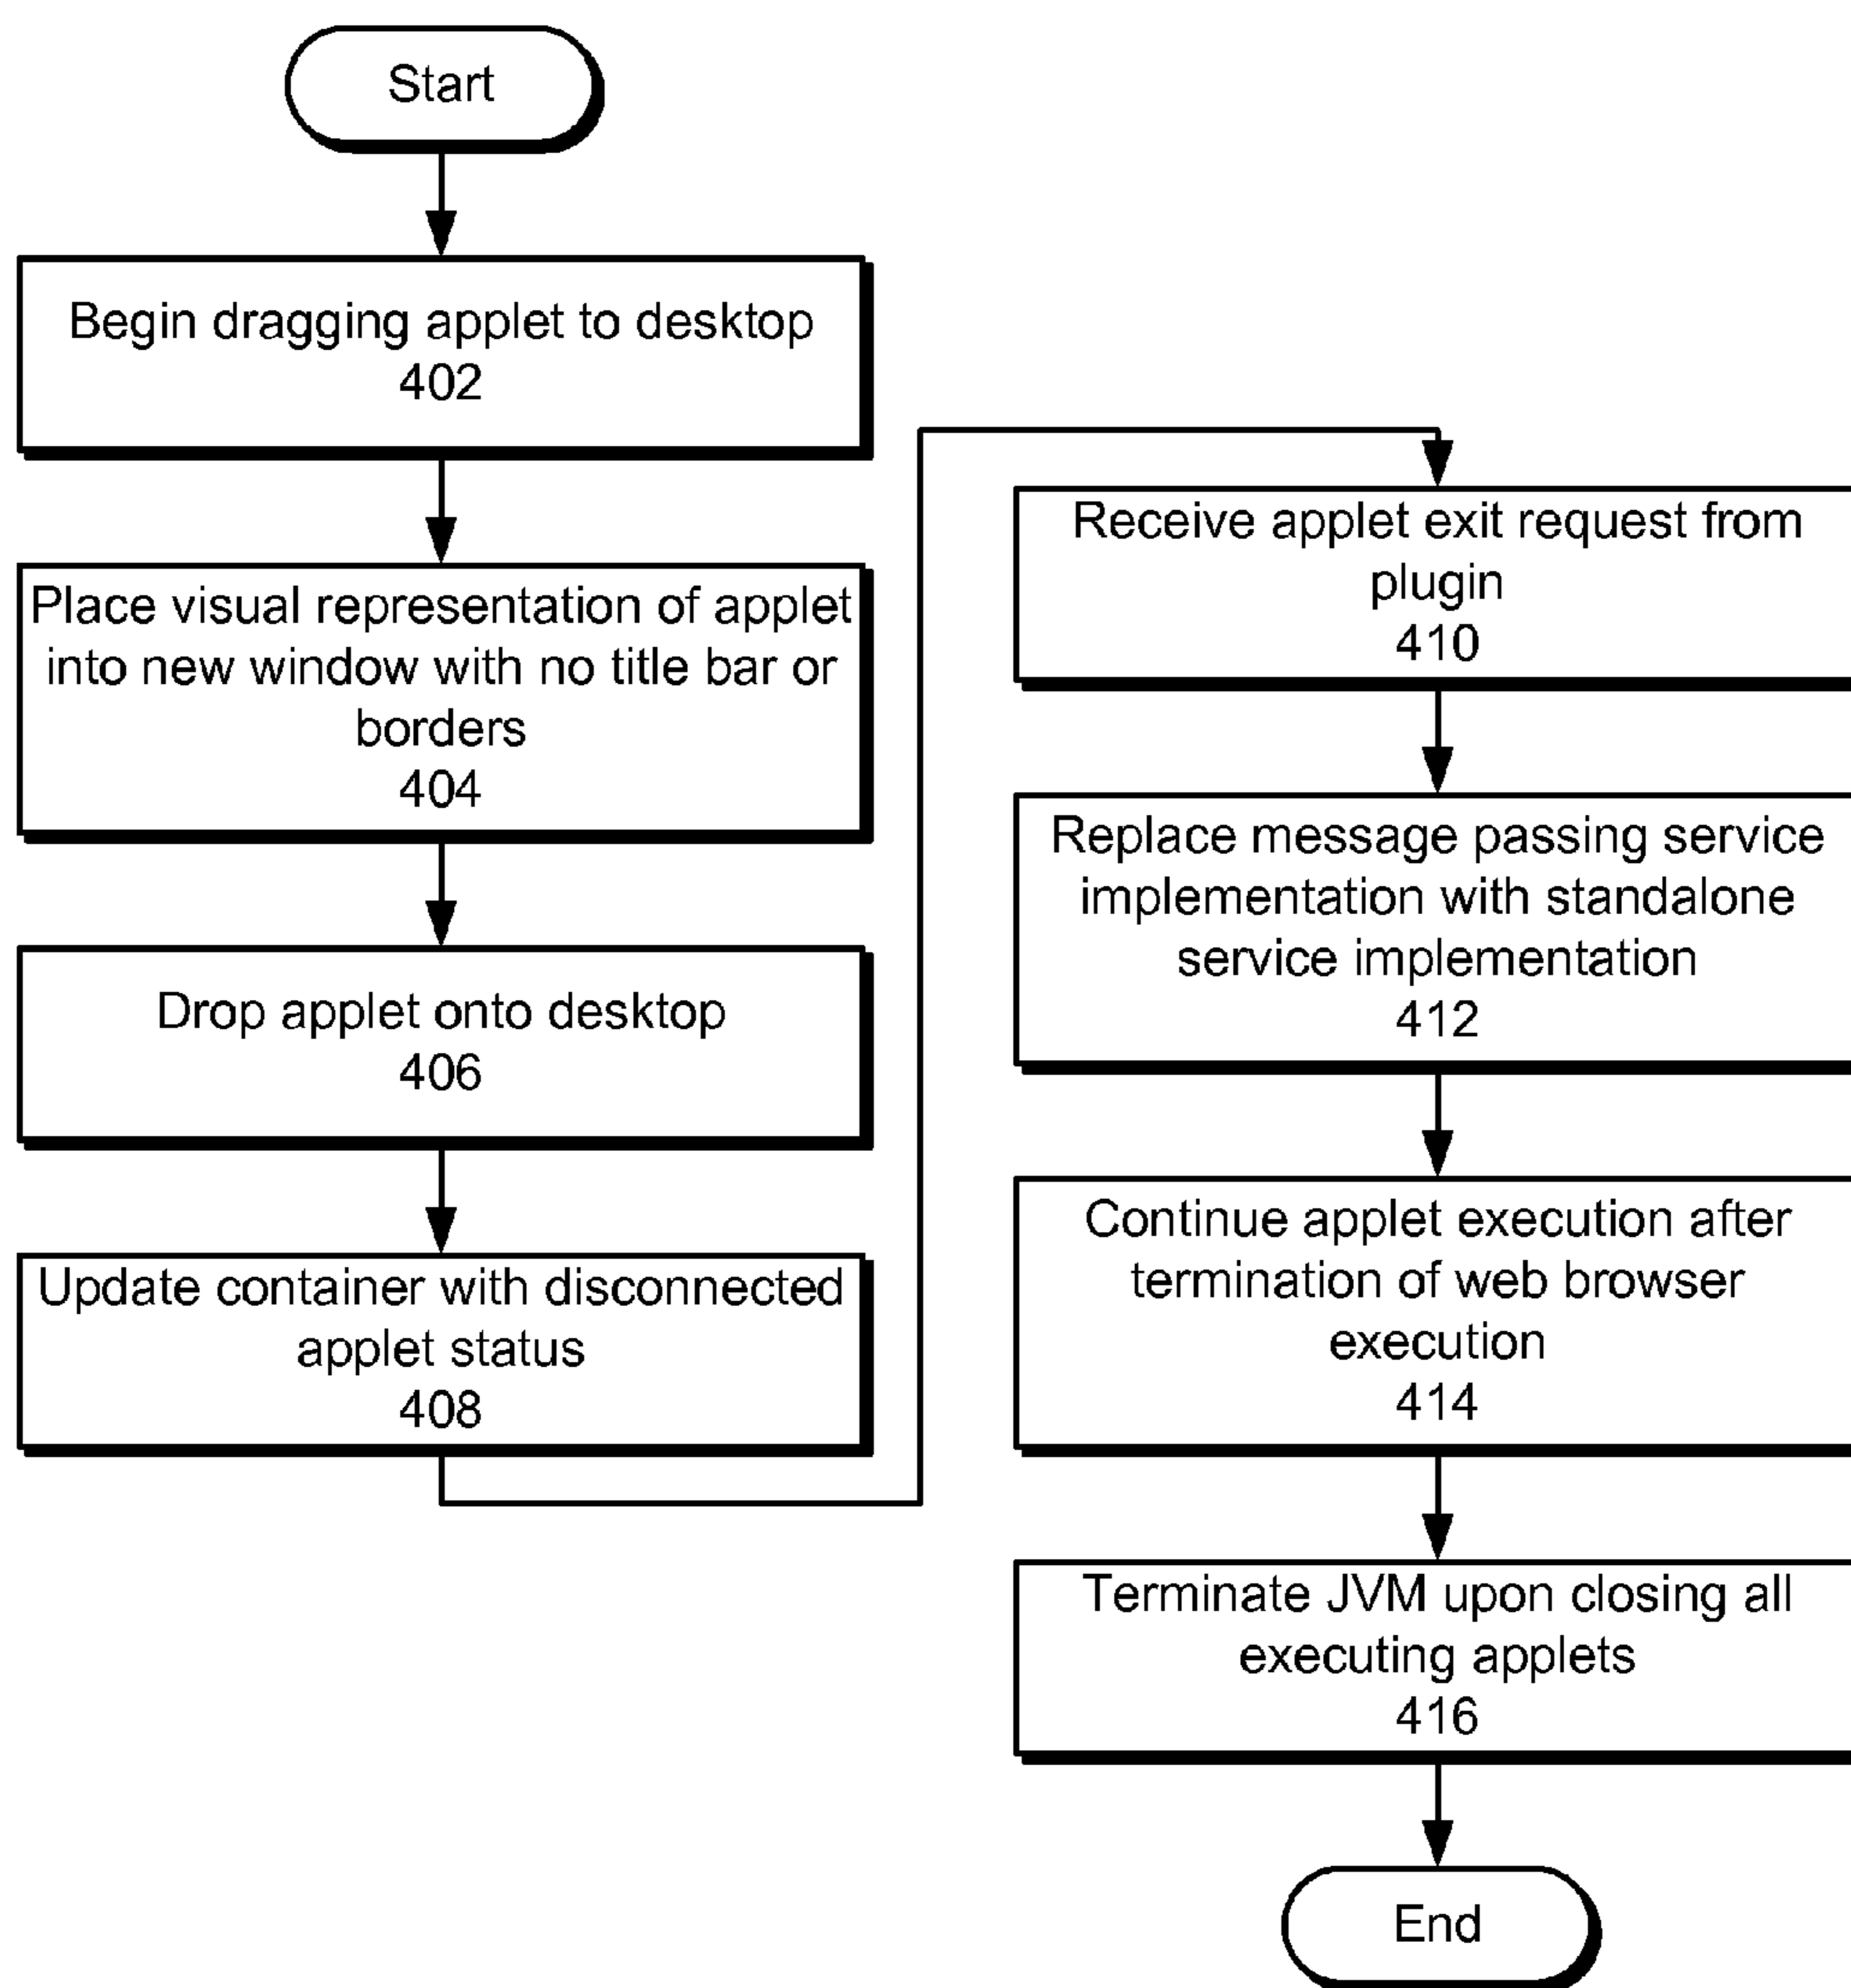 Start
Begin dragging applet to desktop
402
Place visual representation of applet
into new window with no title bar or
borders
404
Drop applet onto desktop
406
Update container with disconnected
applet status
408
Receive applet exit request from
plugin
410
Replace message passing service
implementation with standalone
service implementation
412
Continue applet execution after
termination of web browser
execution
414
Terminate JVM upon closing all
executing applets
416
End